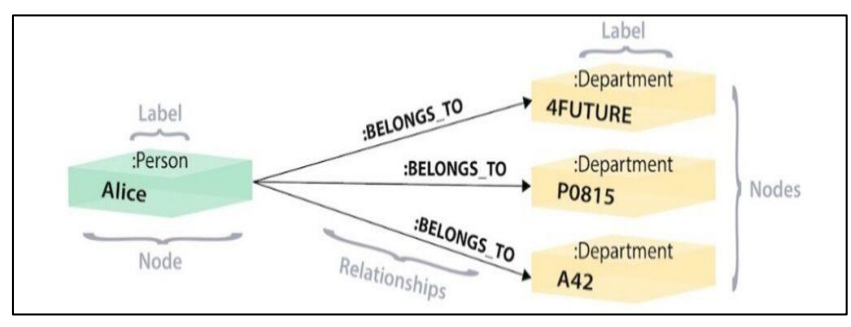 Label
:Person
Alice
Node
:BELONGS_TO
:BELONGS_TO
:BELONGS_TO
Relationships
Label
:Department
4FUTURE
:Department
P0815
:Department
A42
Nodes